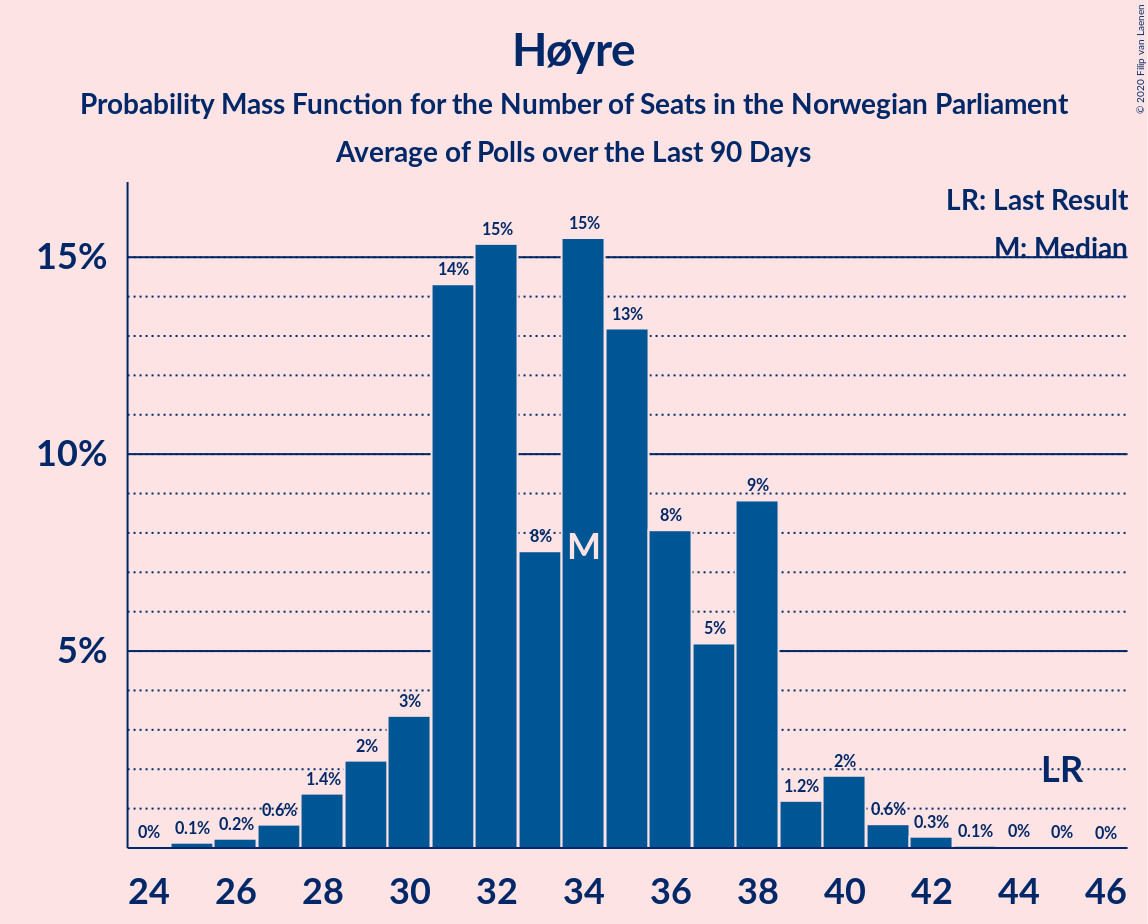 Høyre
Probability Mass Function for the Number of Seats in the Norwegian Parliament
Average of Polls over the Last 90 Days
© 2020 Filip van Laenen
LR: Last Result
M: Median
15%
10%
5%
0%
0.1%
0.2%
0.6%
1.4%
2%
3%
14%
15%
8%
15%
13%
8%
5%
9%
1.2%
2%
0.6%
0.3%
0.1%
0%
0%
0%
M
LR
24 26 28 30 32 34 36 38 40 42 44 46